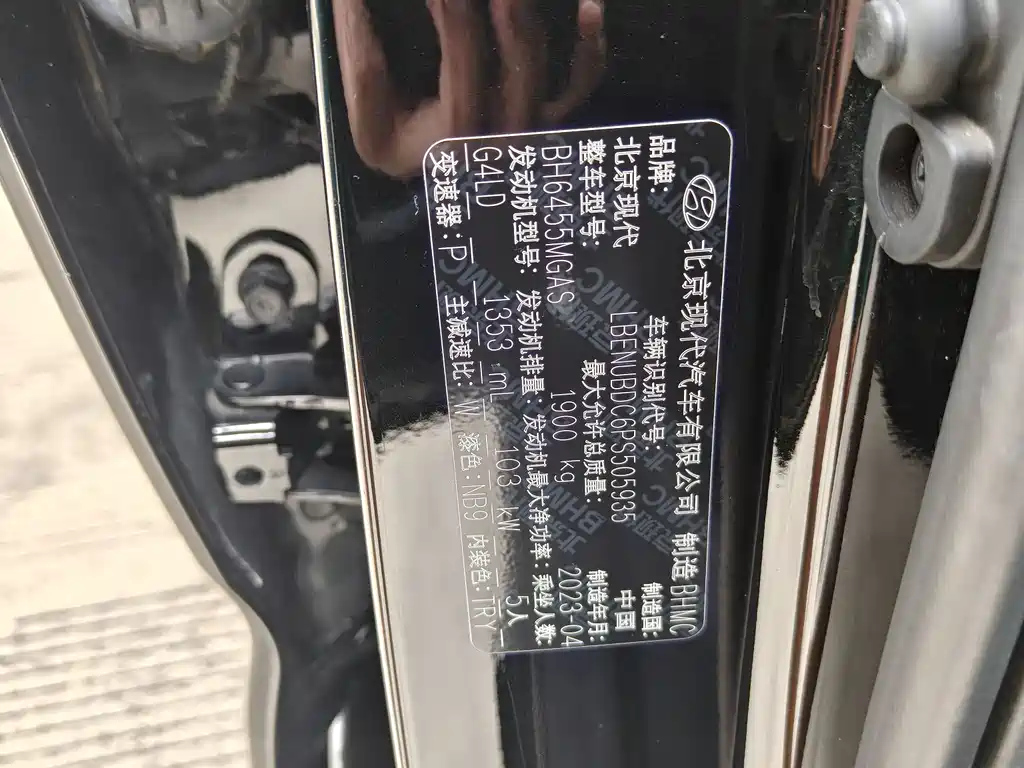 北京现代汽车有限公司 制造BHMC
品牌: 车辆识别代号: 制造国:
北京现代 LBENUBDC6PS505935 中国
整车型号: 最大允许总质量: 制造年月:
BH6455MGAS 1900 kg 2023-04
发动机型号: 发动机排量: 发动机最大净功率: 乘坐人数:
G4LD 1353 mL 103 kW 5人
变速器: P 主减速比: W 漆色: NB9 内装色: TRY